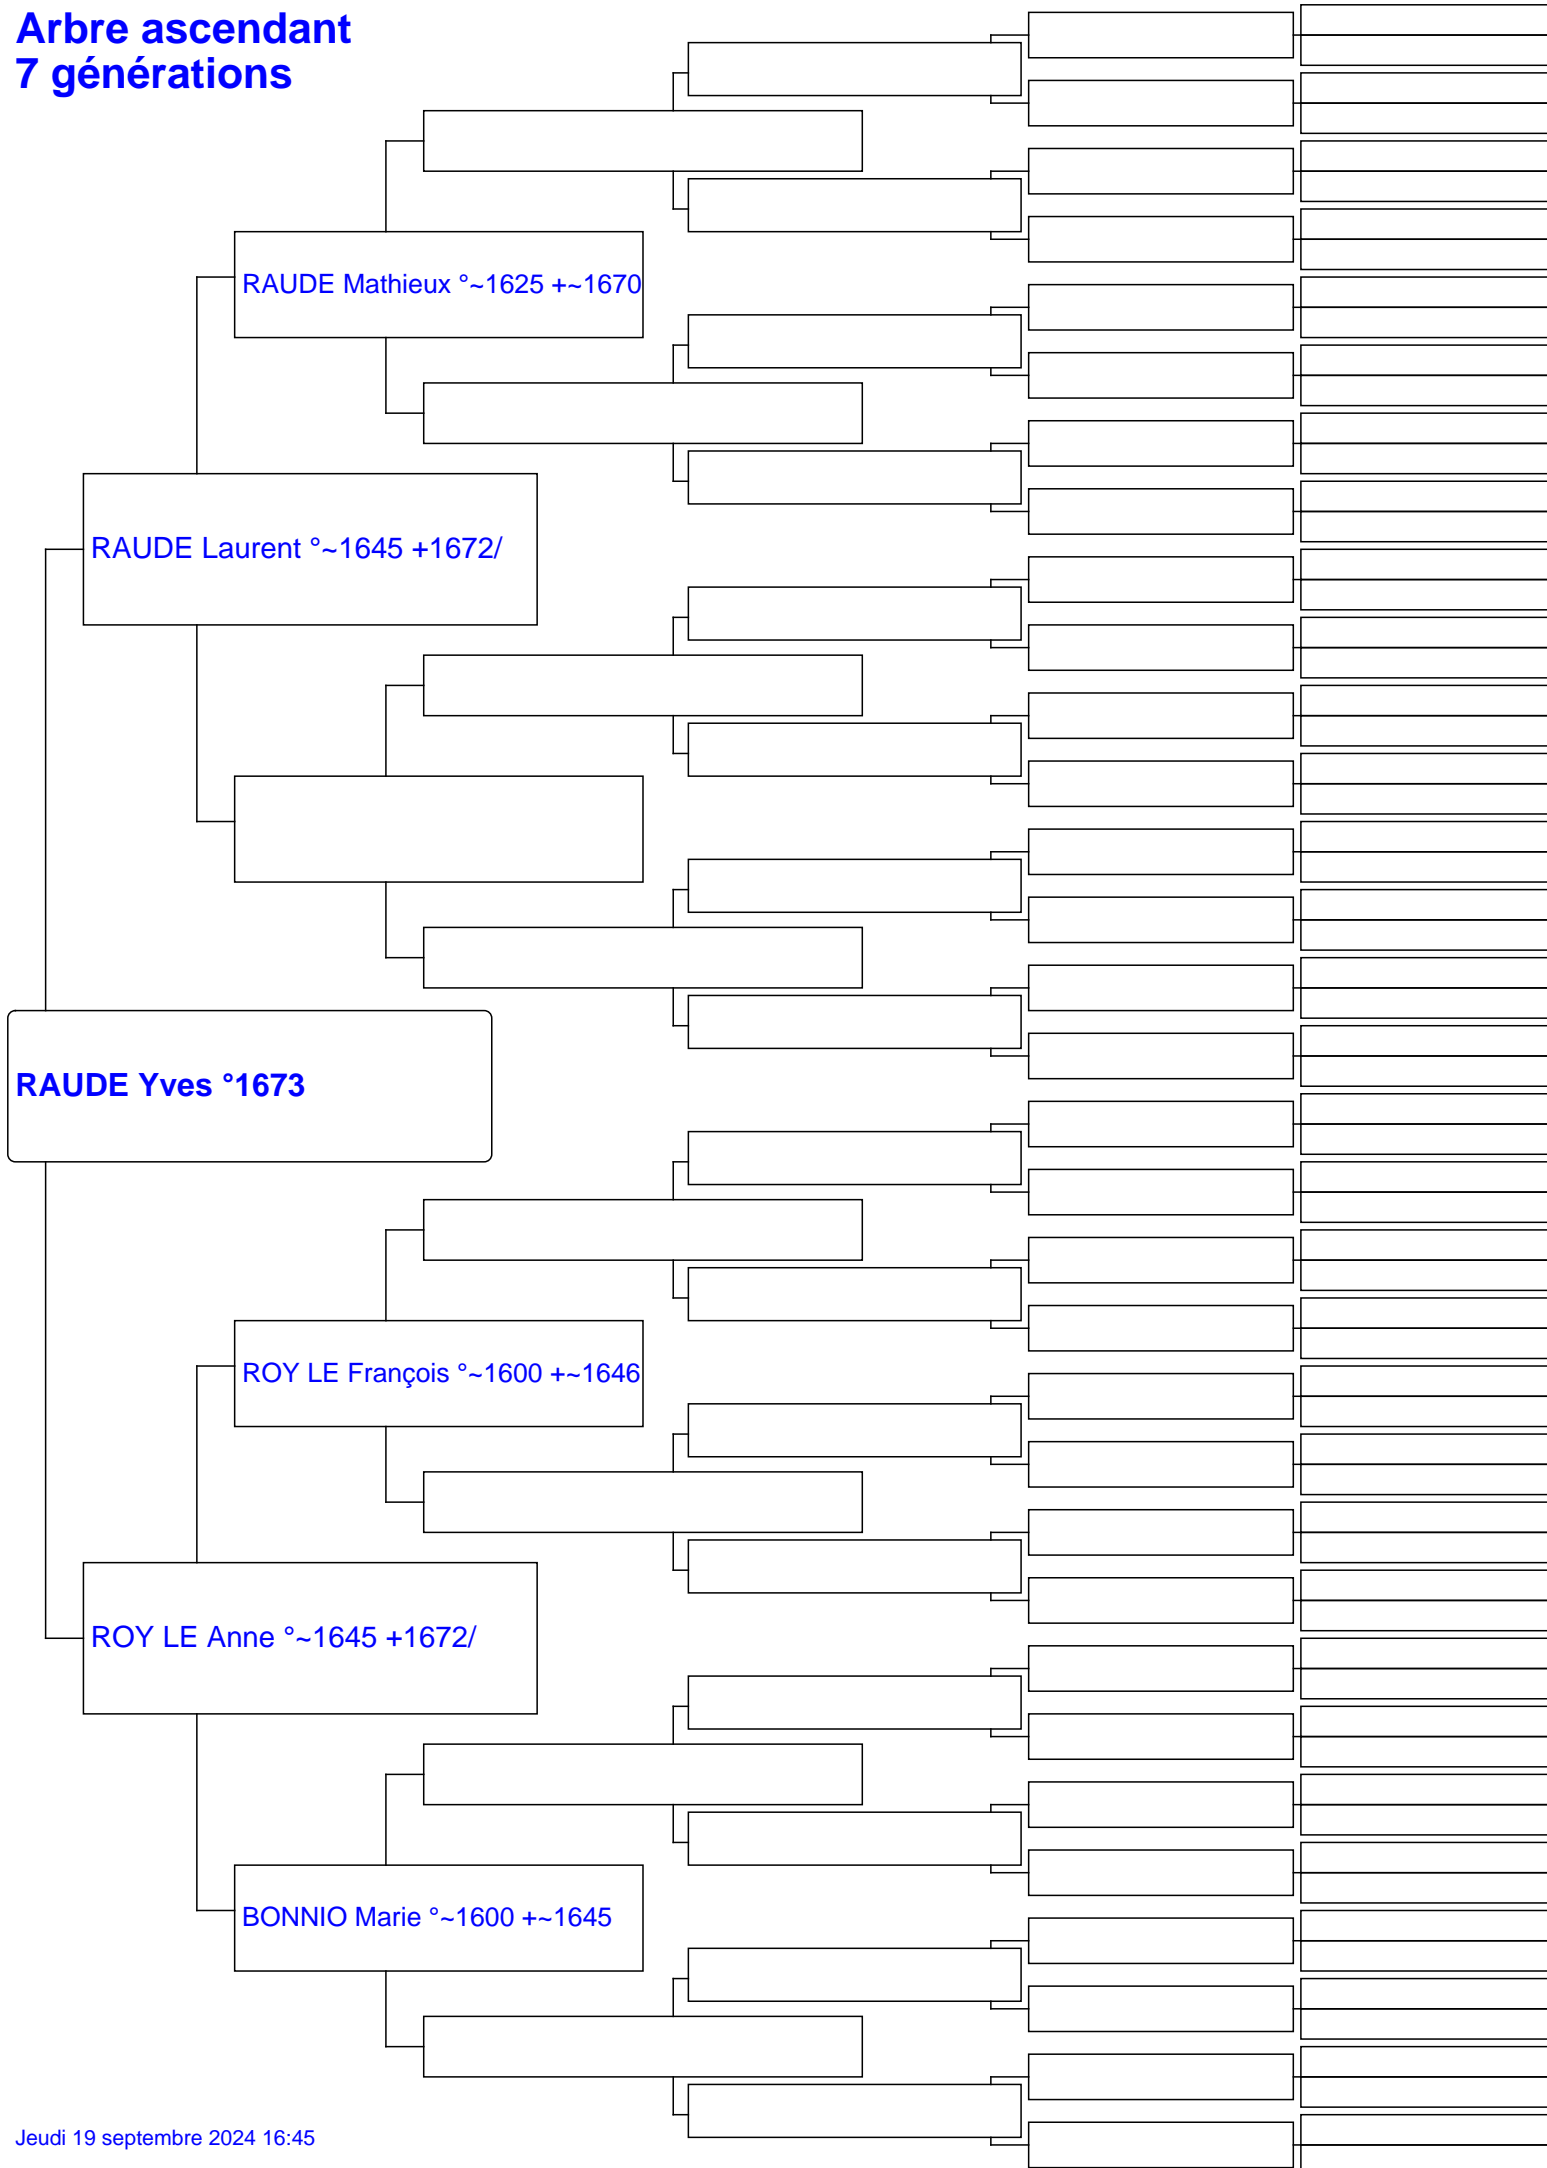 Arbre ascendant
7 générations
RAUDE Mathieux °~1625 +~1670
RAUDE Laurent °~1645 +1672/
RAUDE Yves °1673
ROY LE François °~1600 +~1646
ROY LE Anne °~1645 +1672/
BONNIO Marie °~1600 +~1645
Jeudi 19 septembre 2024 16:45